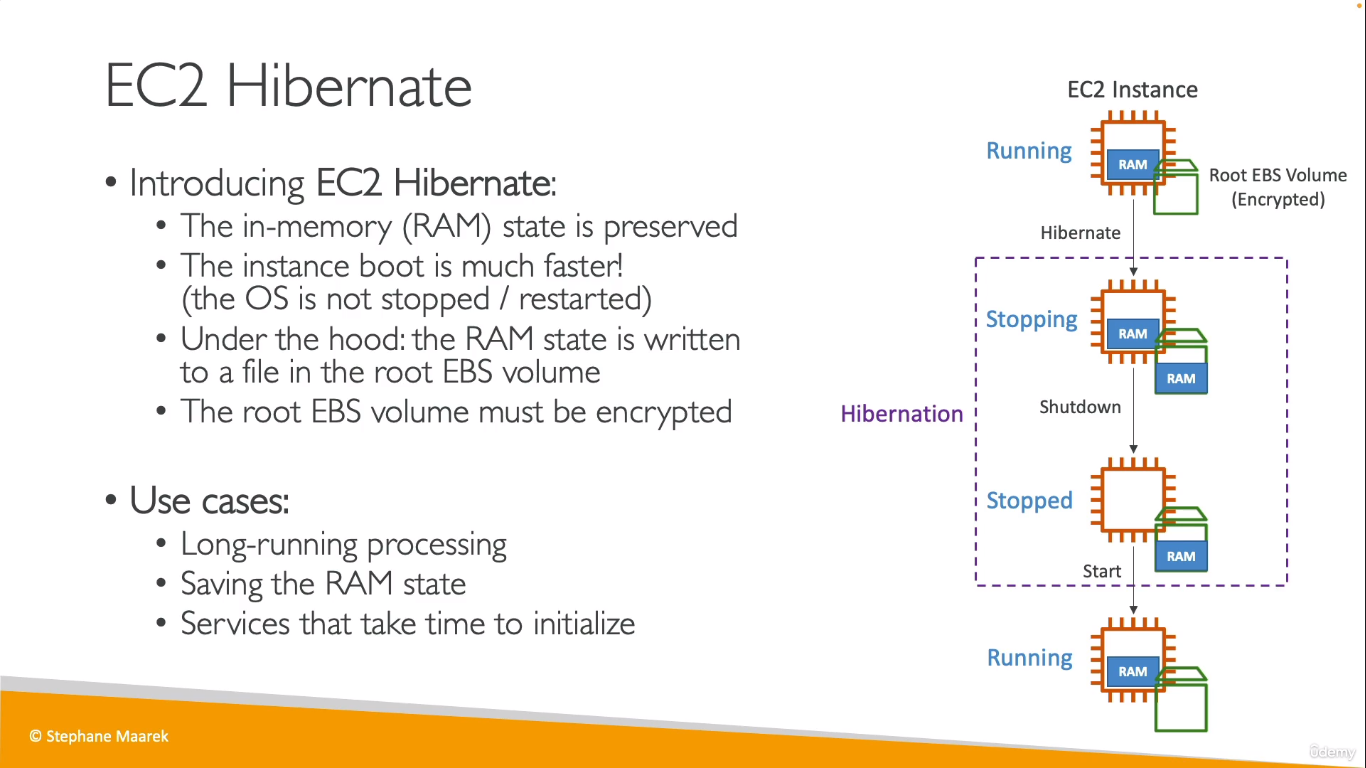 EC2 Hibernate
• Introducing EC2 Hibernate:
• The in-memory (RAM) state is preserved
• The instance boot is much faster!
(the OS is not stopped / restarted)
• Under the hood: the RAM state is written
to a file in the root EBS volume
• The root EBS volume must be encrypted
• Use cases:
• Long-running processing
• Saving the RAM state
• Services that take time to initialize
EC2 Instance
Running
RAM
Root EBS Volume
(Encrypted)
Hibernate
Stopping
RAM
RAM
Hibernation
Shutdown
Stopped
RAM
Start
Running
RAM
© Stephane Maarek
ûdemy